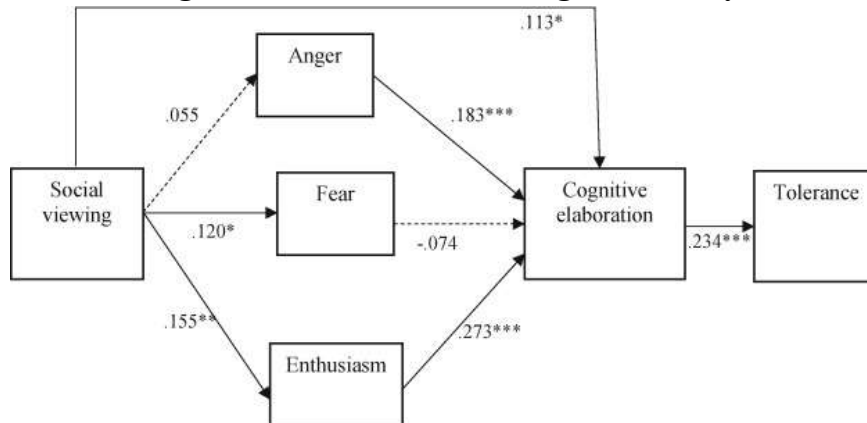 .113*
Anger
.055
.183***
Social
viewing
Fear
Cognitive
elaboration
Tolerance
.120*
-.074
.234***
.155**
.273***
Enthusiasm